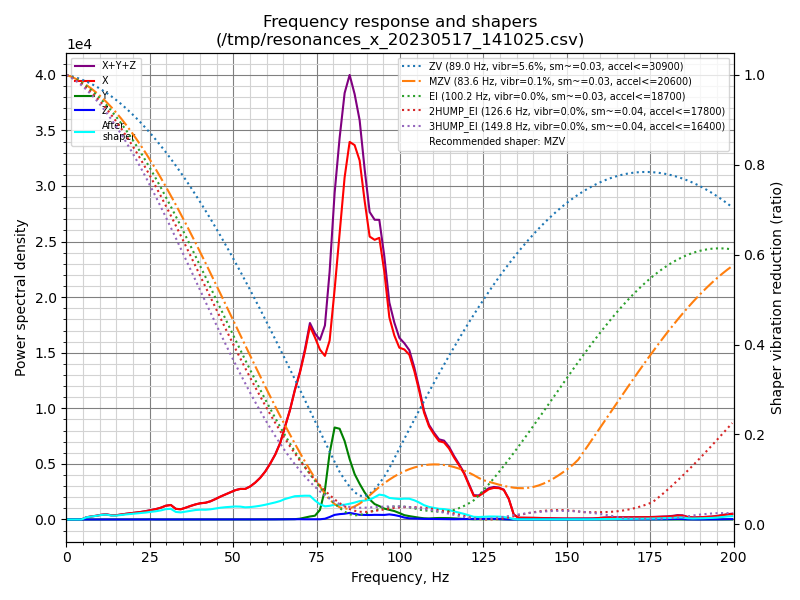 Frequency response and shapers
(/tmp/resonances_x_20230517_141025.csv)
1e4
X+Y+Z
X
Y
Z
After
shaper
ZV (89.0 Hz, vibr=5.6%, sm~=0.03, accel<=30900)
MZV (83.6 Hz, vibr=0.1%, sm~=0.03, accel<=20600)
EI (100.2 Hz, vibr=0.0%, sm~=0.03, accel<=18700)
2HUMP_EI (126.6 Hz, vibr=0.0%, sm~=0.04, accel<=17800)
3HUMP_EI (149.8 Hz, vibr=0.0%, sm~=0.04, accel<=16400)
Recommended shaper: MZV
Power spectral density
4.0
3.5
3.0
2.5
2.0
1.5
1.0
0.5
0.0
1.0
0.8
0.6
0.4
0.2
0.0
Shaper vibration reduction (ratio)
0 25 50 75 100 125 150 175 200
Frequency, Hz